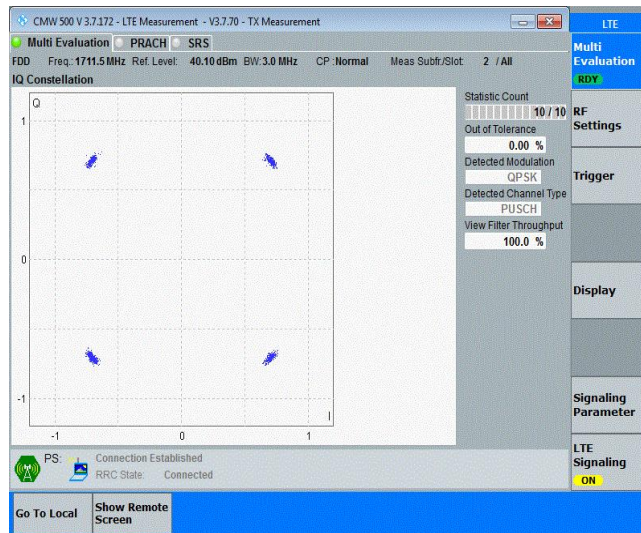 CMW 500 V 3.7.172 - LTE Measurement - V3.7.70 - TX Measurement
LTE
Multi Evaluation PRACH SRS
FDD Freq.: 1711.5 MHz Ref. Level: 40.10 dBm BW: 3.0 MHz CP :Normal Meas Subfr./Slot: 2 / All
IQ Constellation
Q
1
0
-1
-1 0 1
I
Statistic Count
10 / 10
Out of Tolerance
0.00 %
Detected Modulation
QPSK
Detected Channel Type
PUSCH
View Filter Throughput
100.0 %
PS:
Connection Established
RRC State: Connected
Multi
Evaluation
RDY
RF
Settings
Trigger
Display
Signaling
Parameter
LTE
Signaling
ON
Go To Local
Show Remote
Screen